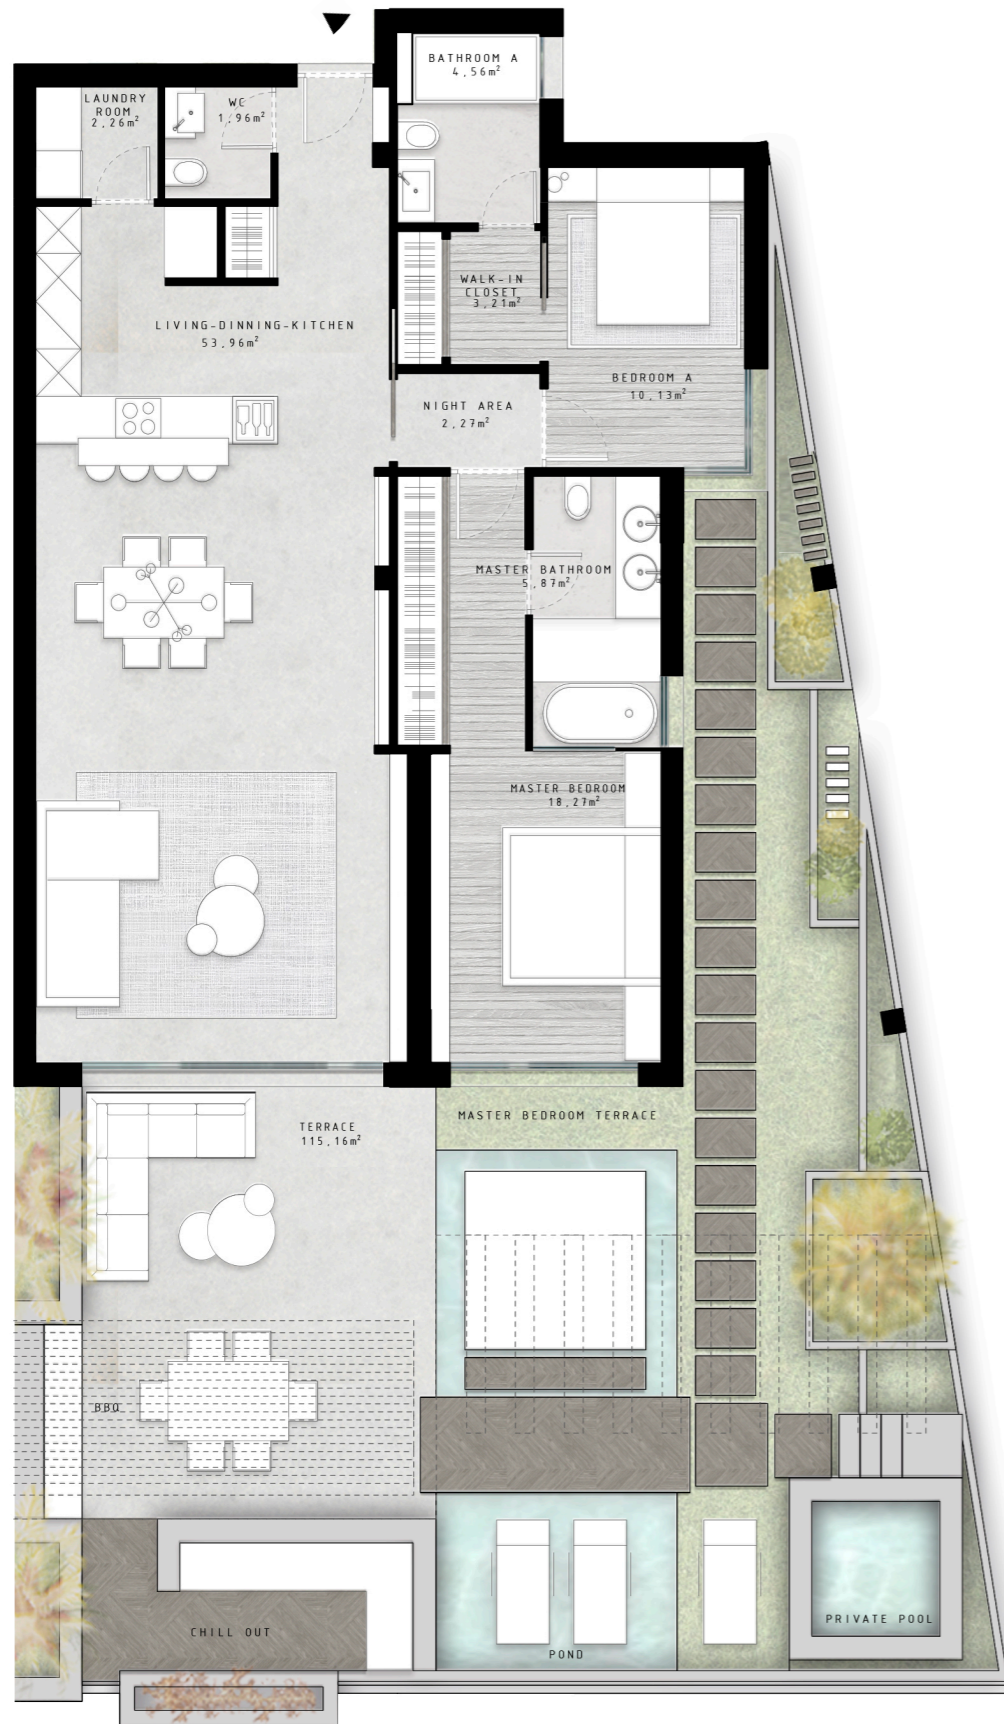 BATHROOM A
4,56m²
LAUNDRY
ROOM
2,26m²
WC
1,96m²
WALK-IN
CLOSET
3,21m²
LIVING-DINNING-KITCHEN
53,96m²
BEDROOM A
10,13m²
NIGHT AREA
2,27m²
MASTER BATHROOM
5,87m²
MASTER BEDROOM
18,27m²
MASTER BEDROOM TERRACE
TERRACE
115,16m²
BBQ
CHILL OUT
POND
PRIVATE POOL